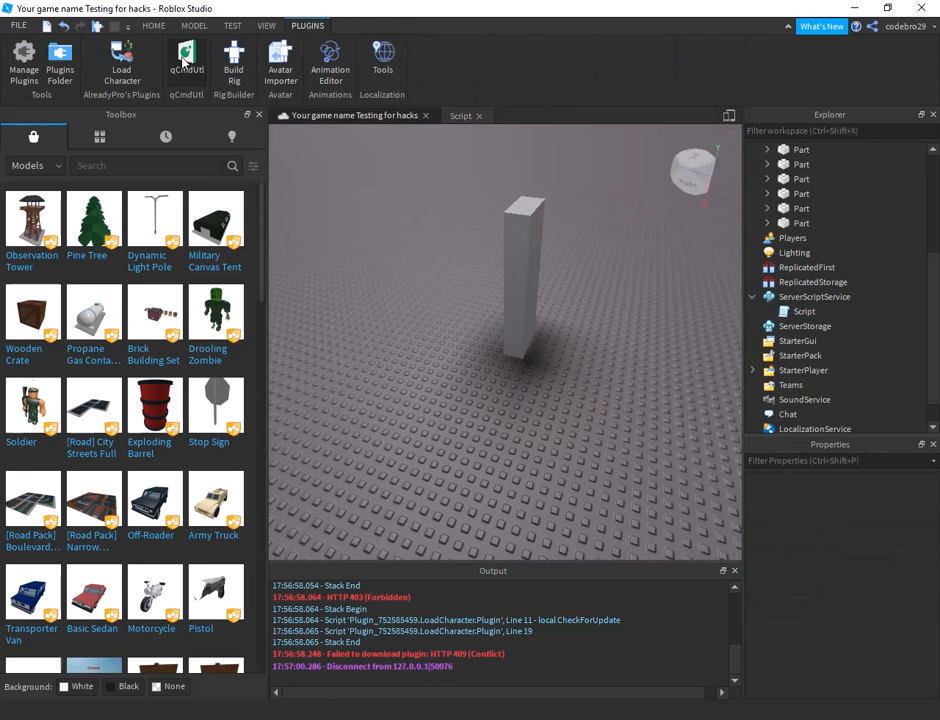 Your game name Testing for hacks - Roblox Studio
FILE HOME MODEL TEST VIEW PLUGINS What's New codebro29
Manage Plugins
Plugins Folder
Tools
Load Character
AlreadyPro's Plugins
qCmdUtl
qCmdUtl
Build Rig
Rig Builder
Avatar Importer
Avatar
Animation Editor
Animations
Tools
Localization
Toolbox
Models Search
Observation Tower
Pine Tree
Dynamic Light Pole
Military Canvas Tent
Wooden Crate
Propane Gas Conta...
Brick Building Set
Drooling Zombie
Soldier
[Road] City Streets Full
Exploding Barrel
Stop Sign
[Road Pack] Boulevard...
[Road Pack] Narrow...
Off-Roader
Army Truck
Transporter Van
Basic Sedan
Motorcycle
Pistol
Background: White Black None
Your game name Testing for hacks Script
Right
Y
Output
17:56:58.054 - Stack End
17:56:58.064 - HTTP 403 (Forbidden)
17:56:58.064 - Stack Begin
17:56:58.064 - Script 'Plugin_752585459.LoadCharacter.Plugin', Line 11 - local CheckForUpdate
17:56:58.065 - Script 'Plugin_752585459.LoadCharacter.Plugin', Line 19
17:56:58.065 - Stack End
17:56:58.248 - Failed to download plugin: HTTP 409 (Conflict)
17:57:00.286 - Disconnect from 127.0.0.1|50076
Explorer
Filter workspace (Ctrl+Shift+X)
Part
Part
Part
Part
Part
Part
Players
Lighting
ReplicatedFirst
ReplicatedStorage
ServerScriptService
Script
ServerStorage
StarterGui
StarterPack
StarterPlayer
Teams
SoundService
Chat
LocalizationService
Properties
Filter Properties (Ctrl+Shift+P)